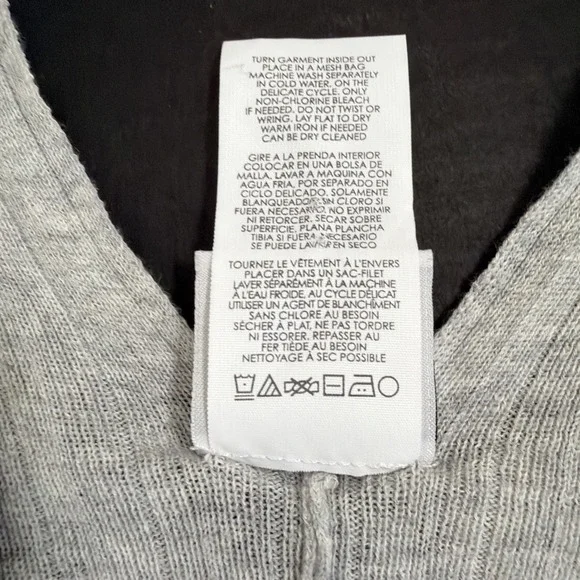 TURN GARMENT INSIDE OUT
PLACE IN A MESH BAG
MACHINE WASH SEPARATELY
IN COLD WATER, ON THE
DELICATE CYCLE. ONLY
NON-CHLORINE BLEACH
IF NEEDED. DO NOT TWIST
OR WRING. LAY FLAT TO DRY
WARM IRON IF NEEDED
CAN BE DRY CLEANED
GIRE A LA PRENDA INTERIOR
COLOCAR EN UNA BOLSA DE
MALLA. LAVAR A MAQUINA CON
AGUA FRIA, POR SEPARADO EN
CICLO DELICADO. SOLAMENTE
BLANQUEADOR SIN CLORO SI
FUERA NECESARIO. NO EXPRIMIR
NI RETORCER. SECAR SOBRE
SUPERFICIE, PLANA PLANCHA
TIBIA SI FUERA NECESARIO
SE PUEDE LAVAR EN SECO
TOURNEZ LE VÊTEMENT À L'ENVERS
PLACER DANS UN SAC-FILET
LAVER SÉPARÉMENT À LA MACHINE
À L'EAU FROIDE, AU CYCLE DÉLICAT
UTILISER UN AGENT DE BLANCHIMENT
SANS CHLORE AU BESOIN
SÉCHER À PLAT, NE PAS TORDRE
NI ESSORER. REPASSER AU
FER TIÈDE AU BESOIN
NETTOYAGE À SEC POSSIBLE